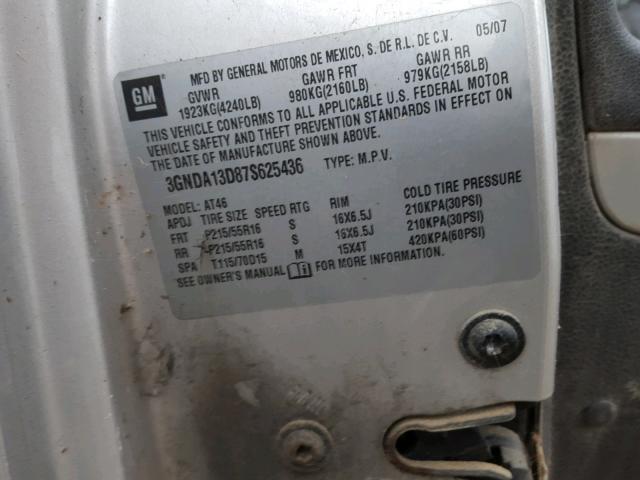 GM
MFD BY GENERAL MOTORS DE MEXICO, S. DE R.L. DE C.V. 05/07
GVWR GAWR FRT GAWR RR
1923KG(4240LB) 980KG(2160LB) 979KG(2158LB)
THIS VEHICLE CONFORMS TO ALL APPLICABLE U.S. FEDERAL MOTOR
VEHICLE SAFETY AND THEFT PREVENTION STANDARDS IN EFFECT ON
THE DATE OF MANUFACTURE SHOWN ABOVE.
3GNDA13D87S625436 TYPE: M.P.V.
MODEL: AT46
APDJ TIRE SIZE SPEED RTG RIM COLD TIRE PRESSURE
FRT P215/55R16 S 16X6.5J 210KPA(30PSI)
RR P215/55R16 S 16X6.5J 210KPA(30PSI)
SPA T115/70D15 M 15X4T 420KPA(60PSI)
SEE OWNER'S MANUAL FOR MORE INFORMATION.